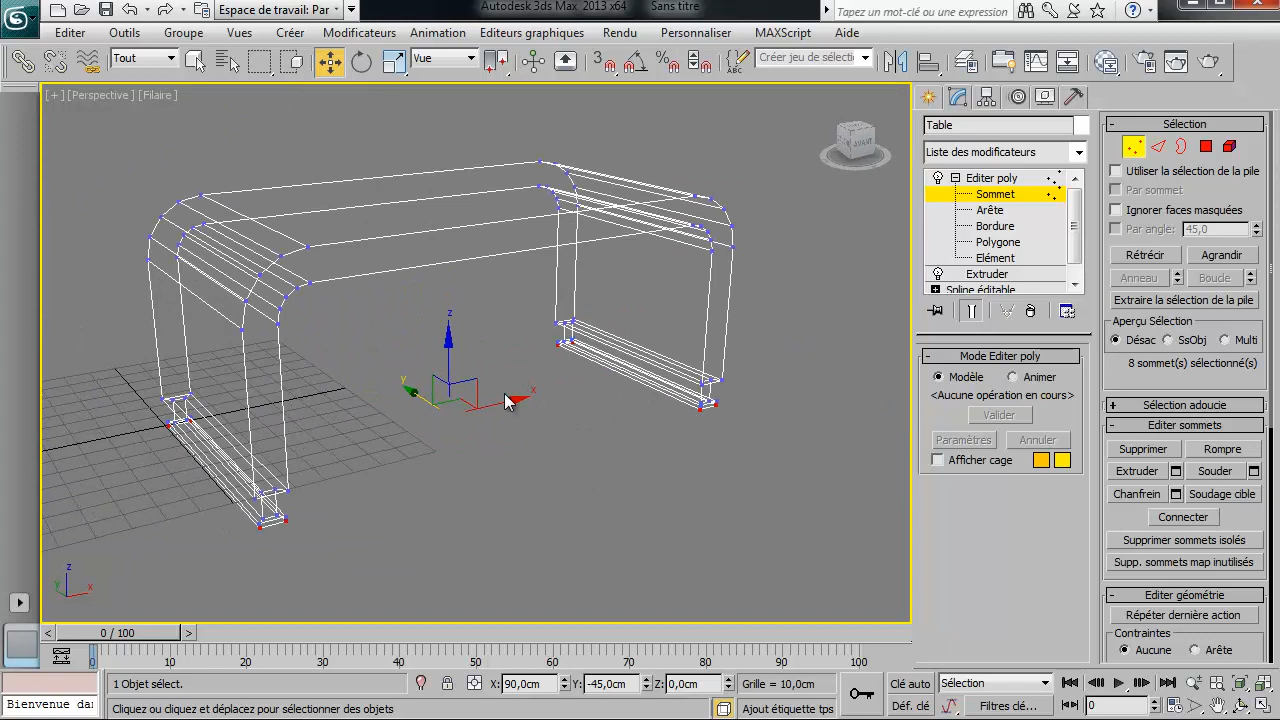 Espace de travail: Par
Autodesk 3ds Max 2013 x64
Sans titre
Tapez un mot-clé ou une expression
Editer
Outils
Groupe
Vues
Créer
Modificateurs
Animation
Editeurs graphiques
Rendu
Personnaliser
MAXScript
Aide
Tout
Vue
3
ABC
Créer jeu de sélectic
[+] [Perspective] [Filaire]
AVANT
z
y
x
z
y
x
Table
Liste des modificateurs
Editer poly
Sommet
Arête
Bordure
Polygone
Elément
Extruder
Spline éditable
Mode Editer poly
Modèle
Animer
<Aucune opération en cours>
Valider
Paramètres
Annuler
Afficher cage
Sélection
Utiliser la sélection de la pile
Par sommet
Ignorer faces masquées
Par angle:
45,0
Rétrécir
Agrandir
Anneau
Boucle
Extraire la sélection de la pile
Aperçu Sélection
Désac
SsObj
Multi
8 sommet(s) sélectionné(s)
Sélection adoucie
Editer sommets
Supprimer
Rompre
Extruder
Souder
Chanfrein
Soudage cible
Connecter
Supprimer sommets isolés
Supp. sommets map inutilisés
Editer géométrie
Répéter dernière action
Contraintes
Aucune
Arête
0 / 100
0 10 20 30 40 50 60 70 80 90 100
1 Objet sélect.
X: 90,0cm
Y: -45,0cm
Z: 0,0cm
Grille = 10,0cm
Clé auto
Sélection
Bienvenue dan
Cliquez ou cliquez et déplacez pour sélectionner des objets
Ajout étiquette tps
Déf. clé
Filtres clé...
0